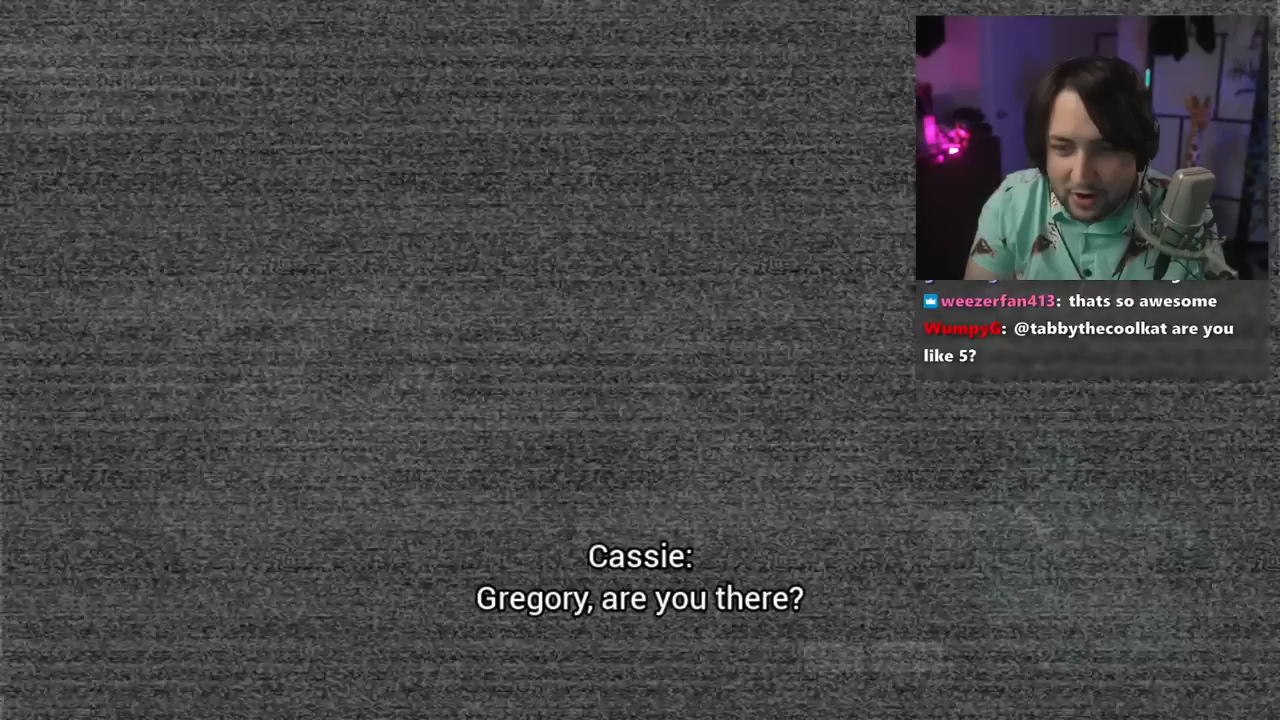 weezerfan413: thats so awesome
WumpyG: @tabbythecoolkat are you
like 5?
Cassie:
Gregory, are you there?